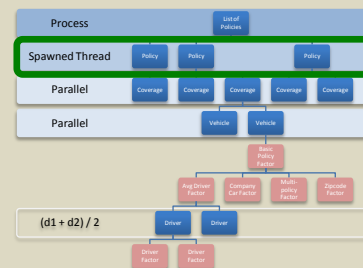 Process
List of
Policies
Spawned Thread
Policy
Policy
Policy
Parallel
Coverage
Coverage
Coverage
Coverage
Coverage
Parallel
Vehicle
Vehicle
Basic
Policy
Factor
Avg Driver
Factor
Company
Car Factor
Multi-
policy
Factor
Zipcode
Factor
(d1 + d2) / 2
Driver
Driver
Driver
Factor
Driver
Factor